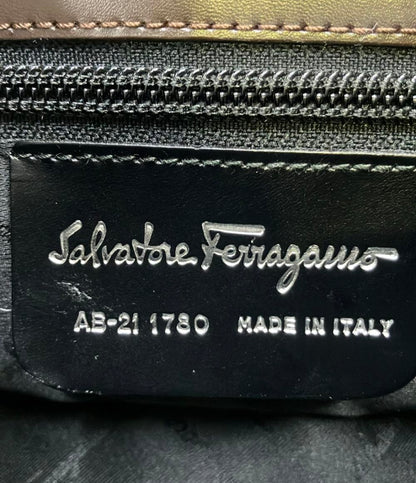 Salvatore Ferragamo
AB-21 1780 MADE IN ITALY